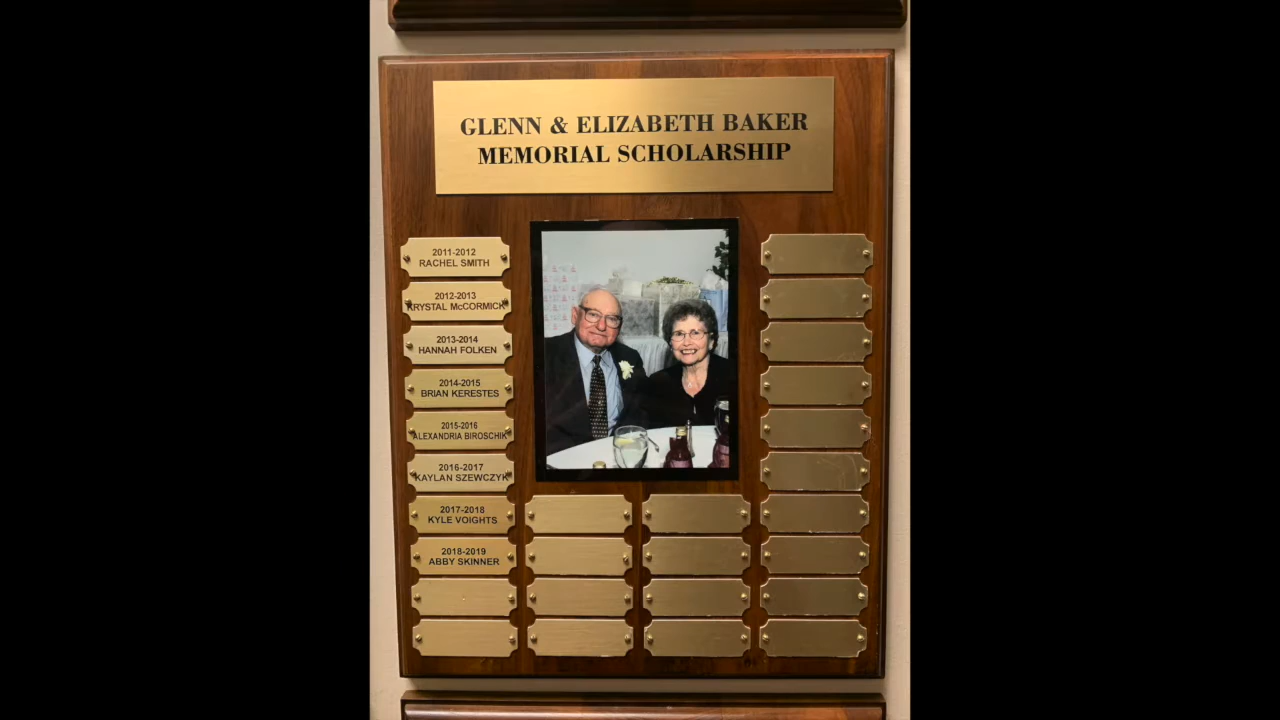 GLENN & ELIZABETH BAKER
MEMORIAL SCHOLARSHIP
2011-2012
RACHEL SMITH
2012-2013
KRYSTAL McCORMICK
2013-2014
HANNAH FOLKEN
2014-2015
BRIAN KERESTES
2015-2016
ALEXANDRIA BIROSCHIK
2016-2017
KAYLAN SZEWCZYK
2017-2018
KYLE VOIGHTS
2018-2019
ABBY SKINNER